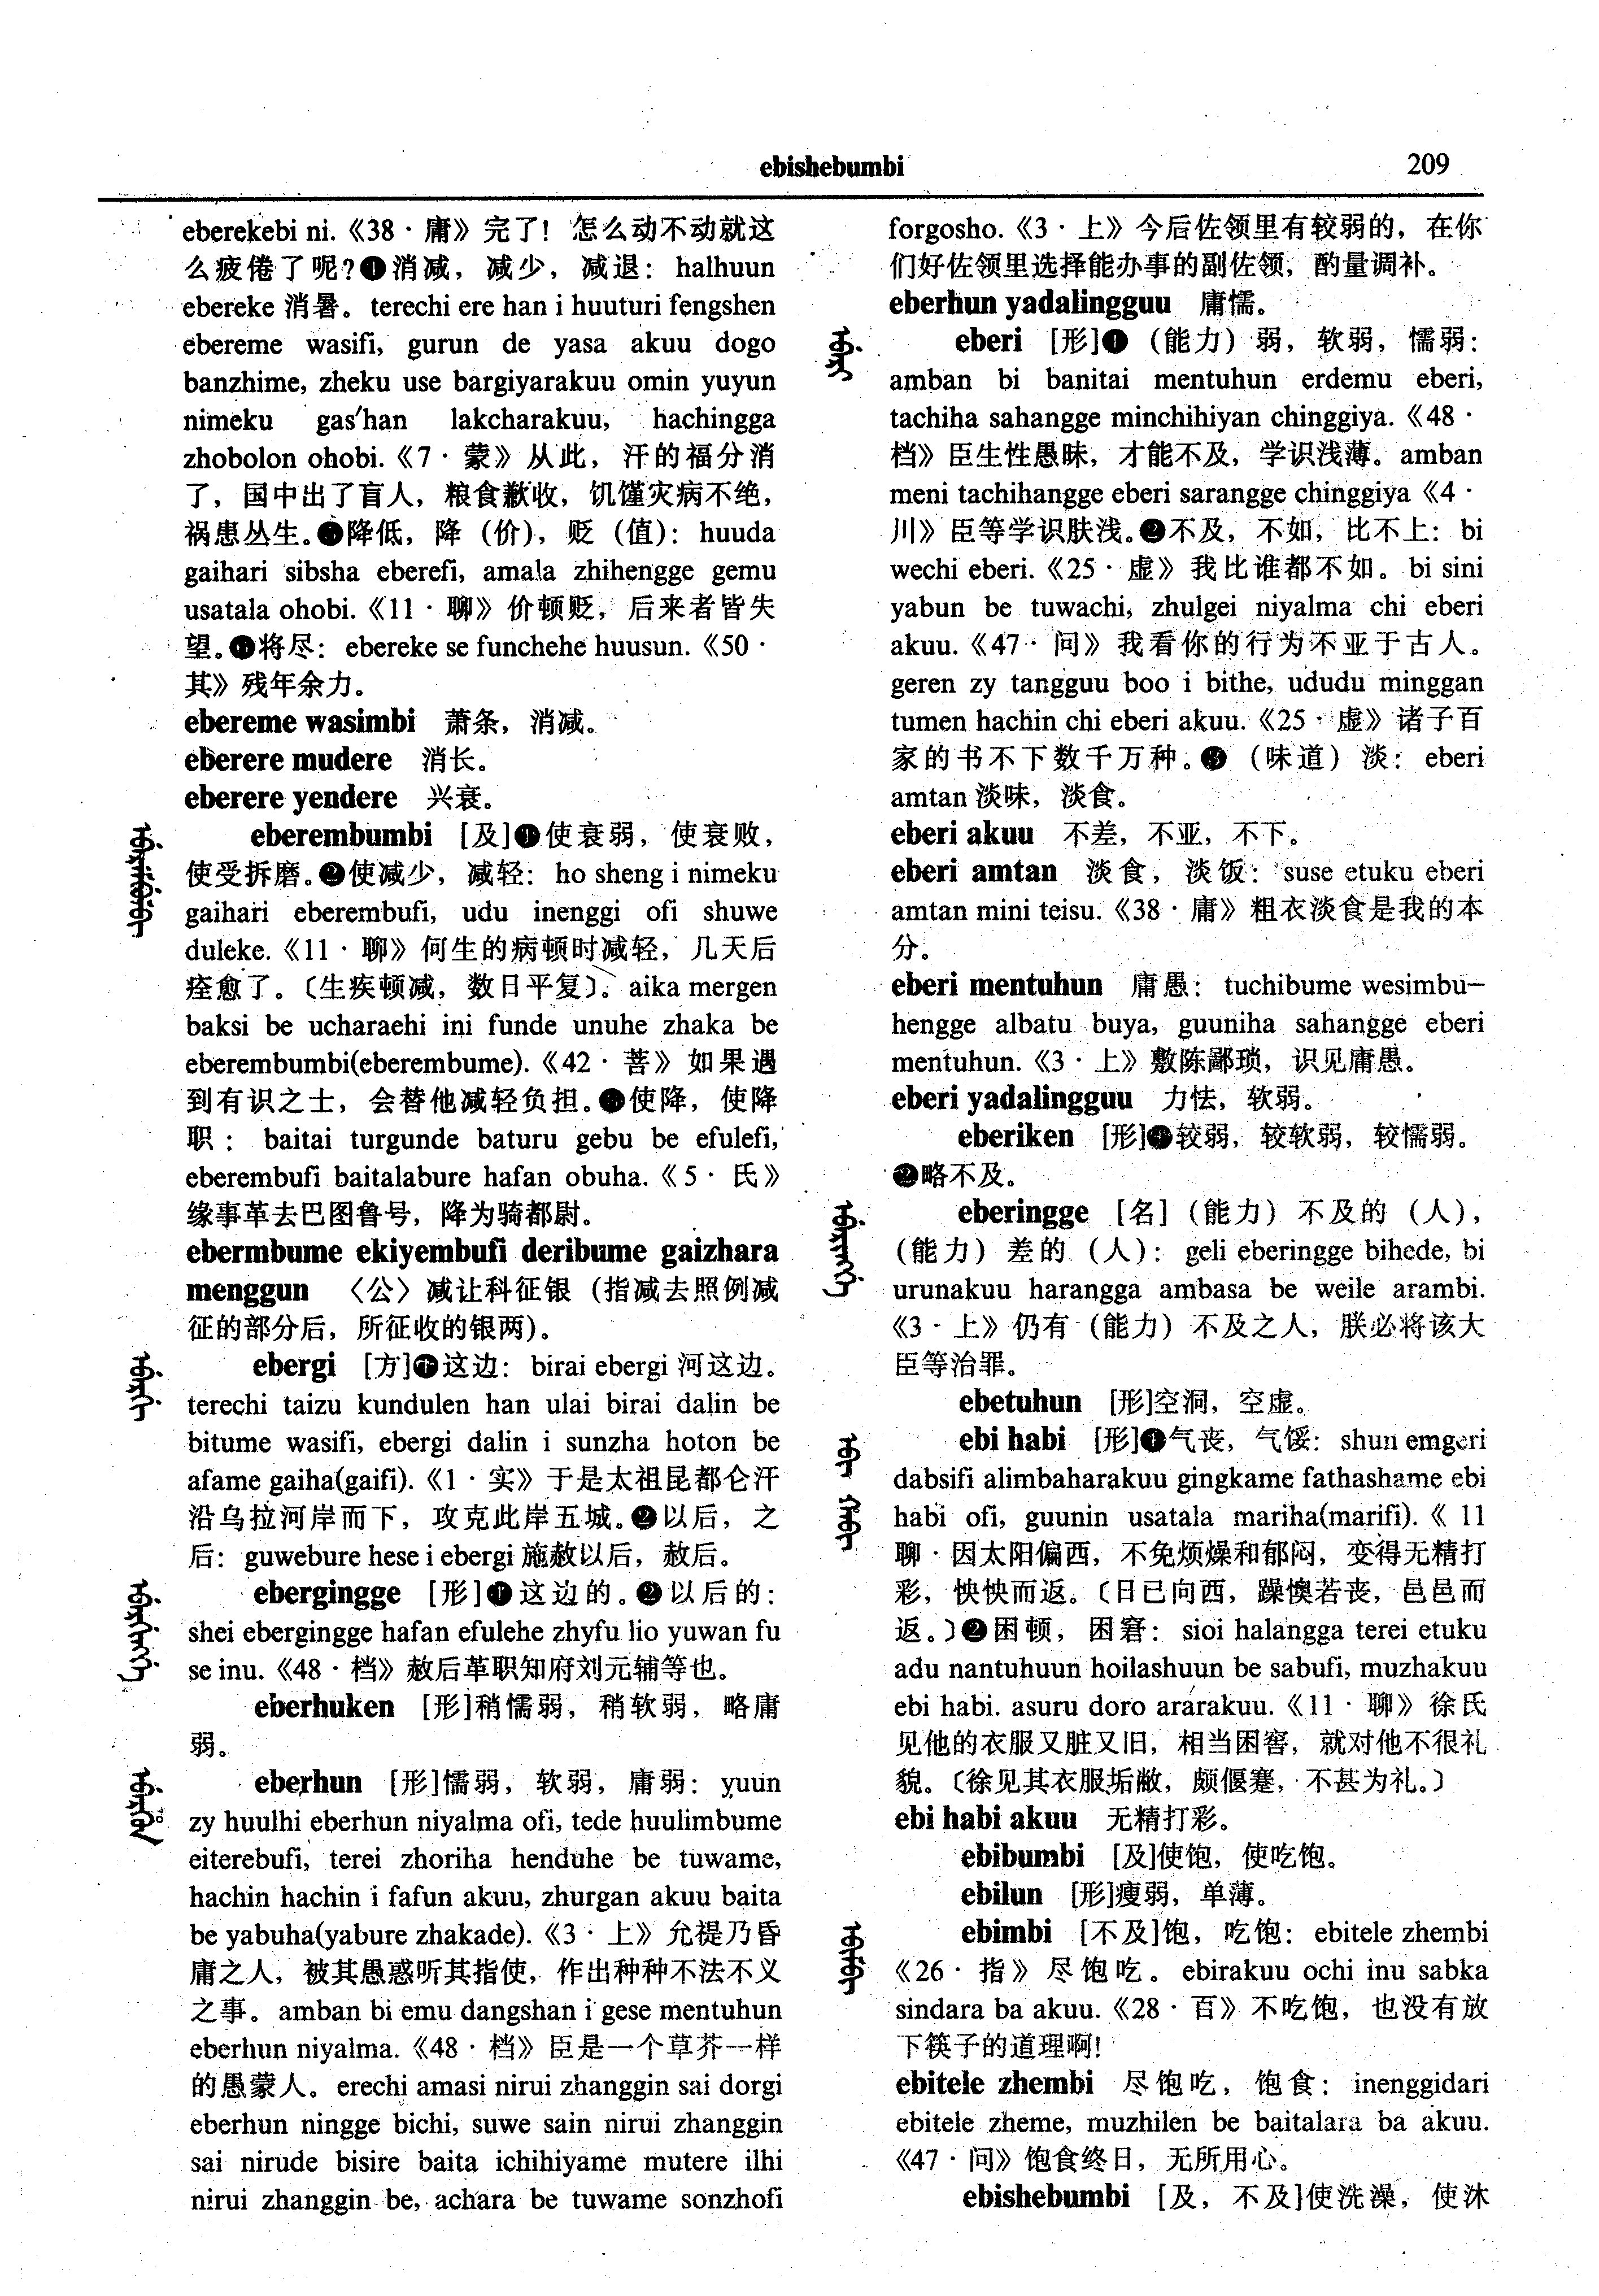 ebishebumbi
209
eberekebi ni.《38 · 庸》完了！怎么动不动就这
么疲倦了呢?❶消减，减少，减退：halhuun
ebereke 消暑。terechi ere han i huuturi fengshen
ebereme wasifi, gurun de yasa akuu dogo
banzhime, zheku use bargiyarakuu omin yuyun
nimeku gas'han lakcharakuu, hachingga
zhobolon ohobi.《7 · 蒙》从此，汗的福分消
了，国中出了盲人，粮食歉收，饥馑灾病不绝，
祸患丛生。降低，降（价），贬（值）：huuda
gaihari sibsha eberefi, amala zhihengge gemu
usatala ohobi.《11 · 聊》价顿贬，后来者皆失
望。将尽：ebereke se funchehe huusun.《50 ·
其》残年余力。
ebereme wasimbi 萧条，消减。
eberere mudere 消长。
eberere yendere 兴衰。
eberembumbi [及]❶使衰弱，使衰败，
使受拆磨。❷使减少，减轻：ho sheng i nimeku
gaihari eberembufi, udu inenggi ofi shuwe
duleke.《11 · 聊》何生的病顿时减轻，几天后
痊愈了。〔生疾顿减，数日平复〕。aika mergen
baksi be ucharaehi ini funde unuhe zhaka be
eberembumbi(eberembume).《42 · 菩》如果遇
到有识之士，会替他减轻负担。使降，使降
职：baitai turgunde baturu gebu be efulefi,
eberembufi baitalabure hafan obuha.《5 · 氏》
缘事革去巴图鲁号，降为骑都尉。
ebermbume ekiyembufi deribume gaizhara
menggun 〈公〉减让科征银（指减去照例减
征的部分后，所征收的银两）。
ebergi [方]❶这边：birai ebergi 河这边。
terechi taizu kundulen han ulai birai dalin be
bitume wasifi, ebergi dalin i sunzha hoton be
afame gaiha(gaifi).《1 · 实》于是太祖昆都仑汗
沿乌拉河岸而下，攻克此岸五城。❷以后，之
后：guwebure hese i ebergi 施赦以后，赦后。
ebergingge [形]❶这边的。❷以后的：
shei ebergingge hafan efulehe zhyfu lio yuwan fu
se inu.《48 · 档》赦后革职知府刘元辅等也。
eberhuken [形]稍懦弱，稍软弱，略庸
弱。
eberhun [形]懦弱，软弱，庸弱：yuun
zy huulhi eberhun niyalma ofi, tede huulimbume
eiterebufi, terei zhoriha henduhe be tuwame,
hachin hachin i fafun akuu, zhurgan akuu baita
be yabuha(yabure zhakade).《3 · 上》允禔乃昏
庸之人，被其愚惑听其指使，作出种种不法不义
之事。amban bi emu dangshan i gese mentuhun
eberhun niyalma.《48 · 档》臣是一个草芥一样
的愚蒙人。erechi amasi nirui zhanggin sai dorgi
eberhun ningge bichi, suwe sain nirui zhanggin
sai nirude bisire baita ichihiyame mutere ilhi
nirui zhanggin be, achara be tuwame sonzhofi
forgosho.《3 · 上》今后佐领里有较弱的，在你
们好佐领里选择能办事的副佐领，酌量调补。
eberhun yadalingguu 庸懦。
eberi [形]❶（能力）弱，软弱，懦弱：
amban bi banitai mentuhun erdemu eberi,
tachiha sahangge minchihiyan chinggiya.《48 ·
档》臣生性愚昧，才能不及，学识浅薄。amban
meni tachihangge eberi sarangge chinggiya《4 ·
川》臣等学识肤浅。❷不及，不如，比不上：bi
wechi eberi.《25 · 虚》我比谁都不如。bi sini
yabun be tuwachi, zhulgei niyalma chi eberi
akuu.《47 · 问》我看你的行为不亚于古人。
geren zy tangguu boo i bithe, ududu minggan
tumen hachin chi eberi akuu.《25 · 虚》诸子百
家的书不下数千万种。❸（味道）淡：eberi
amtan 淡味，淡食。
eberi akuu 不差，不亚，不下。
eberi amtan 淡食，淡饭：suse etuku eberi
amtan mini teisu.《38 · 庸》粗衣淡食是我的本
分。
eberi mentuhun 庸愚：tuchibume wesimbu-
hengge albatu buya, guuniha sahangge eberi
mentuhun.《3 · 上》敷陈鄙琐，识见庸愚。
eberi yadalingguu 力怯，软弱。
eberiken [形]❶较弱，较软弱，较懦弱。
❷略不及。
eberingge [名]（能力）不及的（人），
（能力）差的（人）：geli eberingge bihede, bi
urunakuu harangga ambasa be weile arambi.
《3 · 上》仍有（能力）不及之人，朕必将该大
臣等治罪。
ebetuhun [形]空洞，空虚。
ebi habi [形]❶气丧，气馁：shun emgeri
dabsifi alimbaharakuu gingkame fathashame ebi
habi ofi, guunin usatala mariha(marifi).《 11
聊 · 因太阳偏西，不免烦燥和郁闷，变得无精打
彩，怏怏而返。〔日已向西，躁懊若丧，邑邑而
返。〕❷困顿，困窘：sioi halangga terei etuku
adu nantuhuun hoilashuun be sabufi, muzhakuu
ebi habi. asuru doro ararakuu.《11 · 聊》徐氏
见他的衣服又脏又旧，相当困窘，就对他不很礼
貌。〔徐见其衣服垢敝，颇偃蹇，不甚为礼。〕
ebi habi akuu 无精打彩。
ebibumbi [及]使饱，使吃饱。
ebilun [形]瘦弱，单薄。
ebimbi [不及]饱，吃饱：ebitele zhembi
《26 · 指》尽饱吃。ebirakuu ochi inu sabka
sindara ba akuu.《28 · 百》不吃饱，也没有放
下筷子的道理啊!
ebitele zhembi 尽饱吃，饱食：inenggidari
ebitele zheme, muzhilen be baitalara ba akuu.
《47 · 问》饱食终日，无所用心。
ebishebumbi [及，不及]使洗澡，使沐